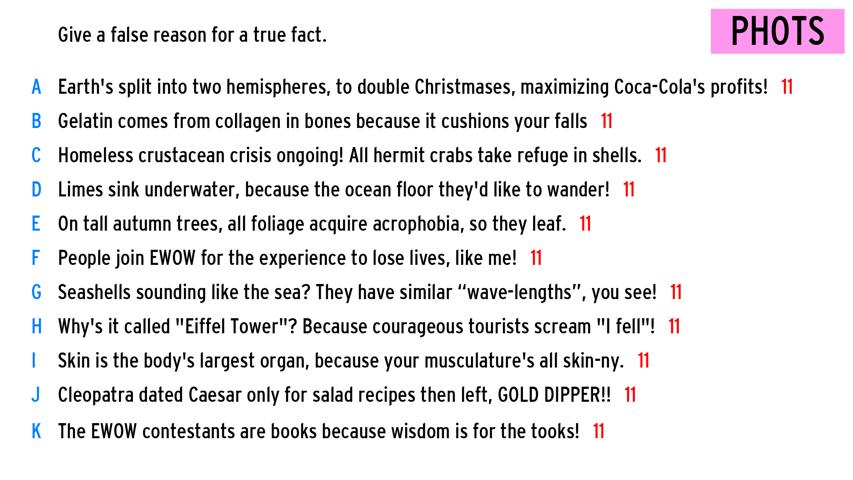 PHOTS
Give a false reason for a true fact.
A Earth's split into two hemispheres, to double Christmases, maximizing Coca-Cola's profits! 11
B Gelatin comes from collagen in bones because it cushions your falls 11
C Homeless crustacean crisis ongoing! All hermit crabs take refuge in shells. 11
D Limes sink underwater, because the ocean floor they'd like to wander! 11
E On tall autumn trees, all foliage acquire acrophobia, so they leaf. 11
F People join EWOW for the experience to lose lives, like me! 11
G Seashells sounding like the sea? They have similar “wave-lengths”, you see! 11
H Why's it called "Eiffel Tower"? Because courageous tourists scream "I fell"! 11
I Skin is the body's largest organ, because your musculature's all skin-ny. 11
J Cleopatra dated Caesar only for salad recipes then left, GOLD DIPPER!! 11
K The EWOW contestants are books because wisdom is for the tooks! 11